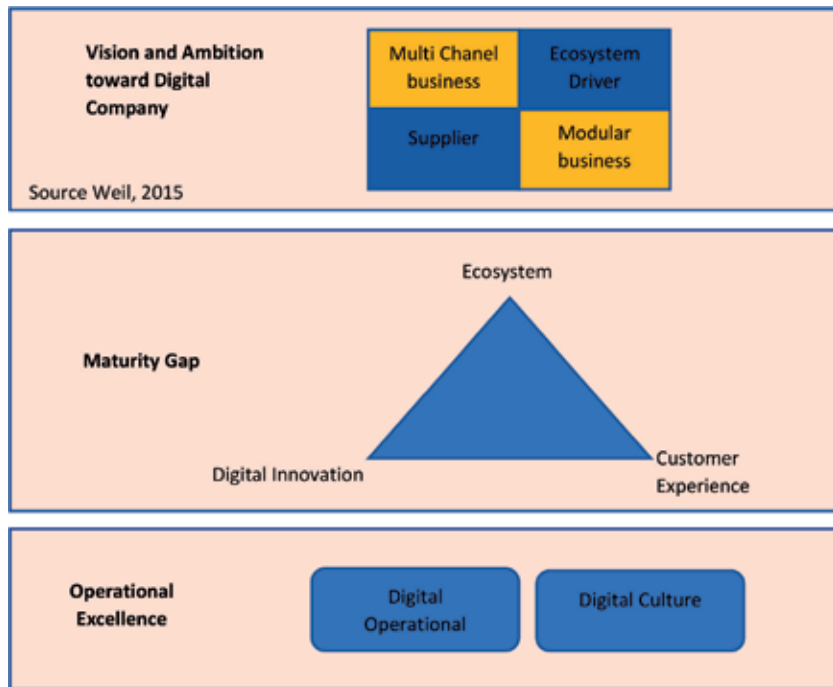 Vision and Ambition
toward Digital
Company
Multi Chanel
business
Ecosystem
Driver
Supplier
Modular
business
Source Weil, 2015
Ecosystem
Maturity Gap
Digital Innovation
Customer
Experience
Operational
Excellence
Digital
Operational
Digital Culture